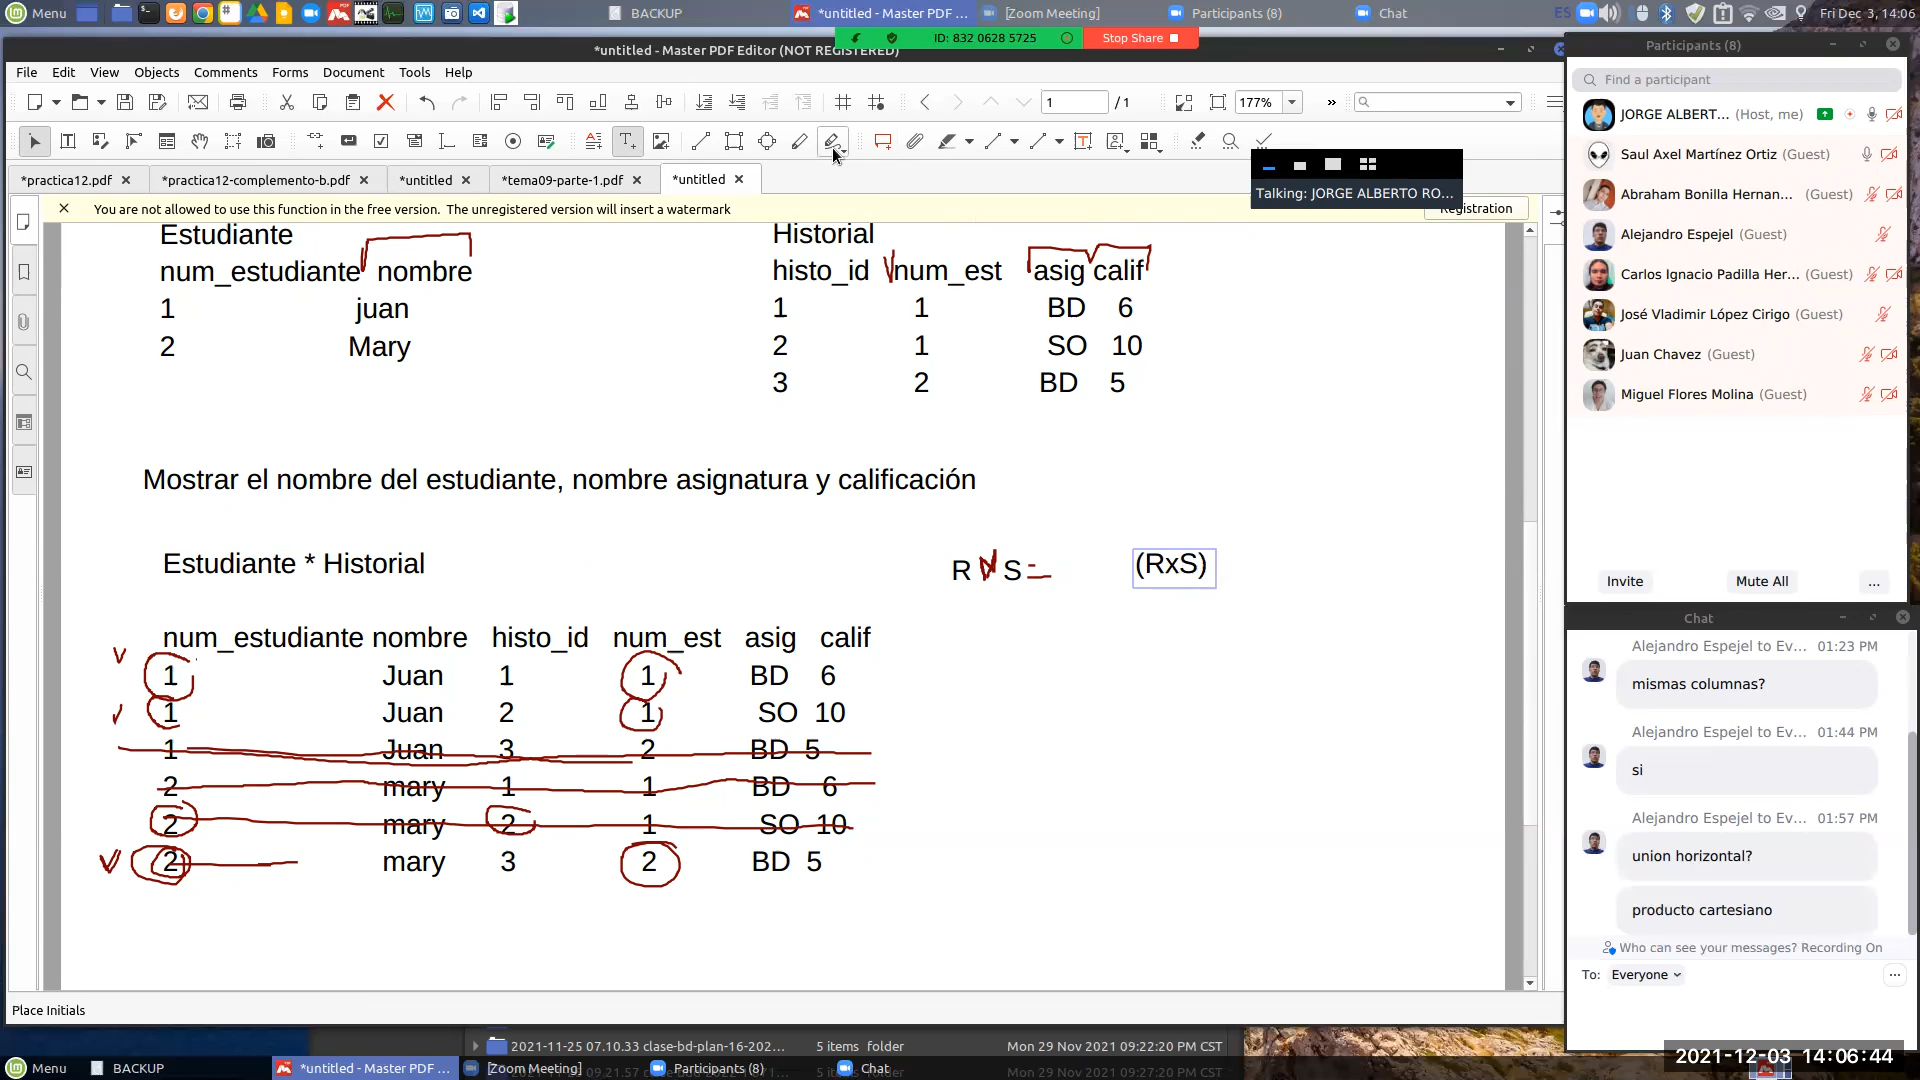 Menu
BACKUP
*untitled - Master PDF ...
[Zoom Meeting]
Participants (8)
Chat
ES
Fri Dec 3, 14:06
*untitled - Master PDF Editor (NOT REGISTERED)
ID: 832 0628 5725
Stop Share
File Edit View Objects Comments Forms Document Tools Help
1 / 1
177%
*practica12.pdf
*practica12-complemento-b.pdf
*untitled
*tema09-parte-1.pdf
*untitled
Talking: JORGE ALBERTO RO...
You are not allowed to use this function in the free version. The unregistered version will insert a watermark
Registration
Estudiante
num_estudiante nombre
1 juan
2 Mary
Historial
histo_id num_est asig calif
1 1 BD 6
2 1 SO 10
3 2 BD 5
Mostrar el nombre del estudiante, nombre asignatura y calificación
Estudiante * Historial
R S =
(RxS)
num_estudiante nombre histo_id num_est asig calif
1 Juan 1 1 BD 6
1 Juan 2 1 SO 10
1 Juan 3 2 BD 5
2 mary 1 1 BD 6
2 mary 2 1 SO 10
2 mary 3 2 BD 5
Place Initials
Participants (8)
Find a participant
JORGE ALBERT... (Host, me)
Saul Axel Martínez Ortiz (Guest)
Abraham Bonilla Hernan... (Guest)
Alejandro Espejel (Guest)
Carlos Ignacio Padilla Her... (Guest)
José Vladimir López Cirigo (Guest)
Juan Chavez (Guest)
Miguel Flores Molina (Guest)
Invite
Mute All
...
Chat
Alejandro Espejel to Ev... 01:23 PM
mismas columnas?
Alejandro Espejel to Ev... 01:44 PM
si
Alejandro Espejel to Ev... 01:57 PM
union horizontal?
producto cartesiano
Who can see your messages? Recording On
To: Everyone
2021-11-25 07.10.33 clase-bd-plan-16-202... 5 items folder Mon 29 Nov 2021 09:22:20 PM CST
Menu
BACKUP
*untitled - Master PDF ...
[Zoom Meeting]
Participants (8)
Chat
2021-12-03 14:06:44